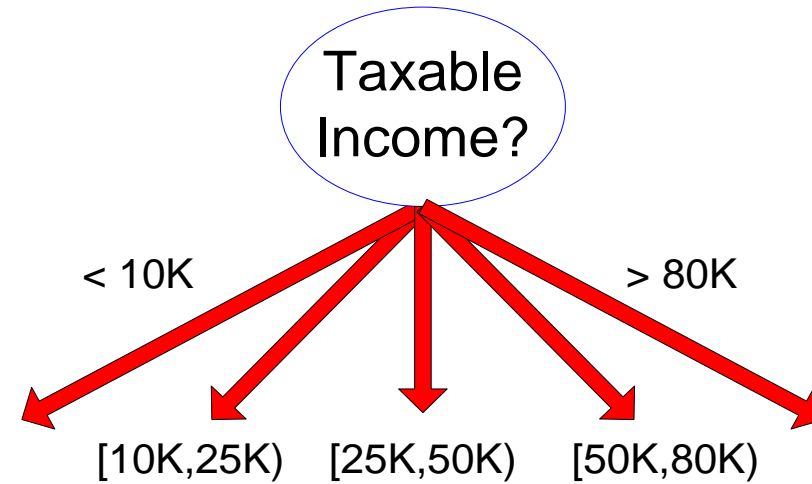 Taxable
Income?
< 10K
> 80K
[10K,25K)
[25K,50K)
[50K,80K)